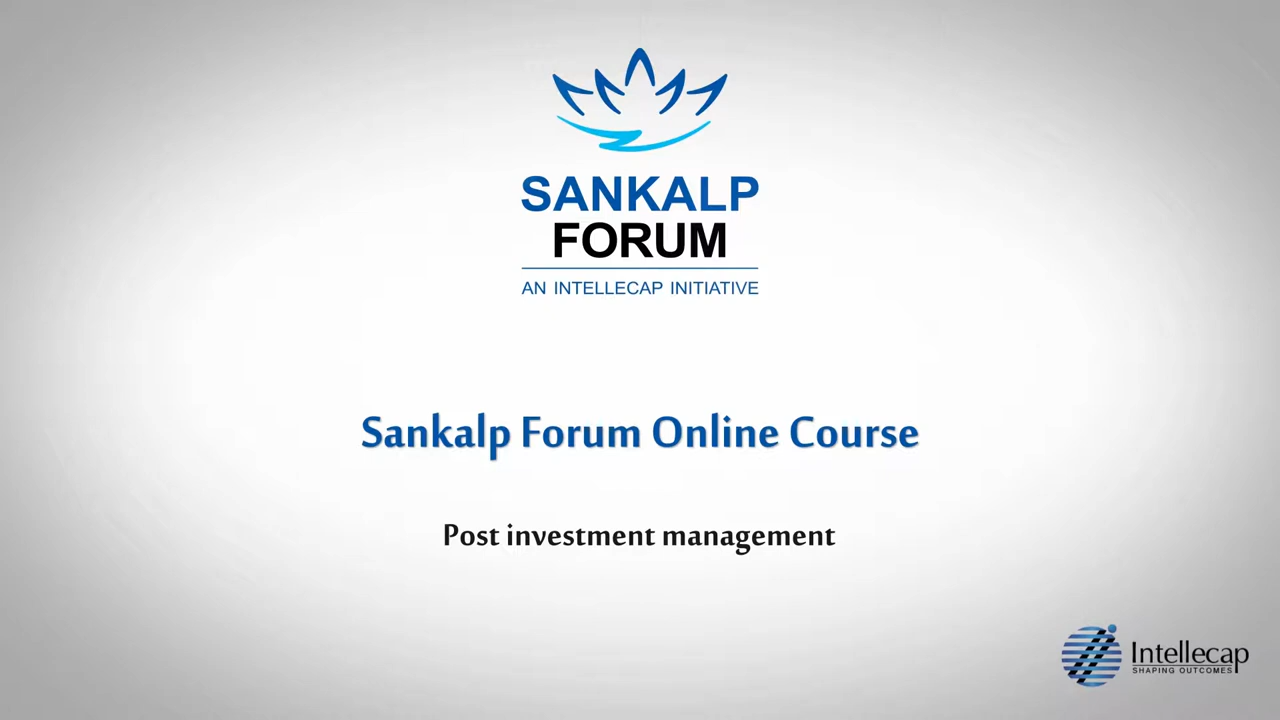 SANKALP
FORUM
AN INTELLECAP INITIATIVE
Sankalp Forum Online Course
Post investment management
Intellecap
SHAPING OUTCOMES